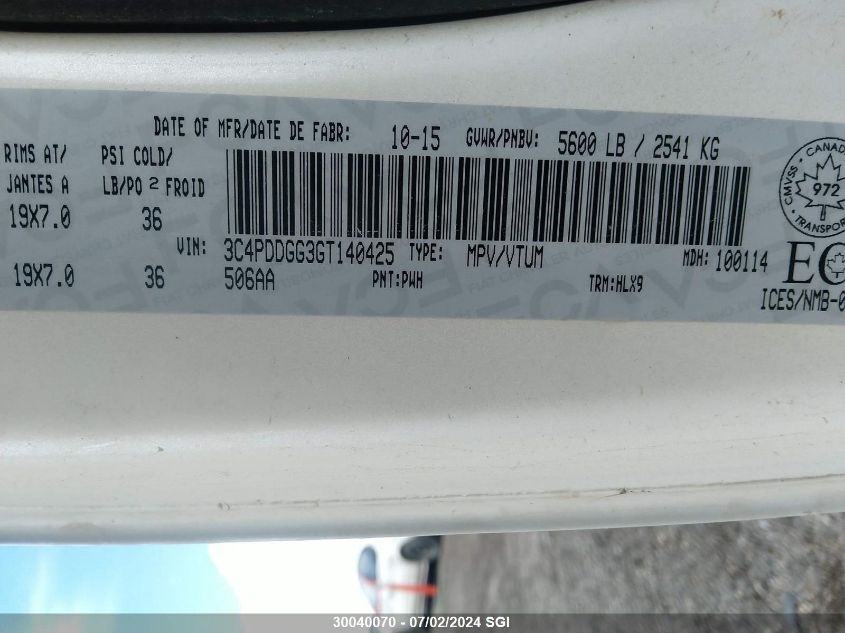 DATE OF MFR/DATE DE FABR: 10-15 GVWR/PNBV: 5600 LB / 2541 KG
RIMS AT/ PSI COLD/
JANTES A LB/PO 2 FROID
19X7.0 36
VIN: 3C4PDDGG3GT140425 TYPE: MPV/VTUM MDH: 100114
19X7.0 36 506AA PNT:PWH TRM:HLX9
CANADA
CMVSS
972
TRANSPORT
EC
ICES/NMB-0
30040070 - 07/02/2024 SGI